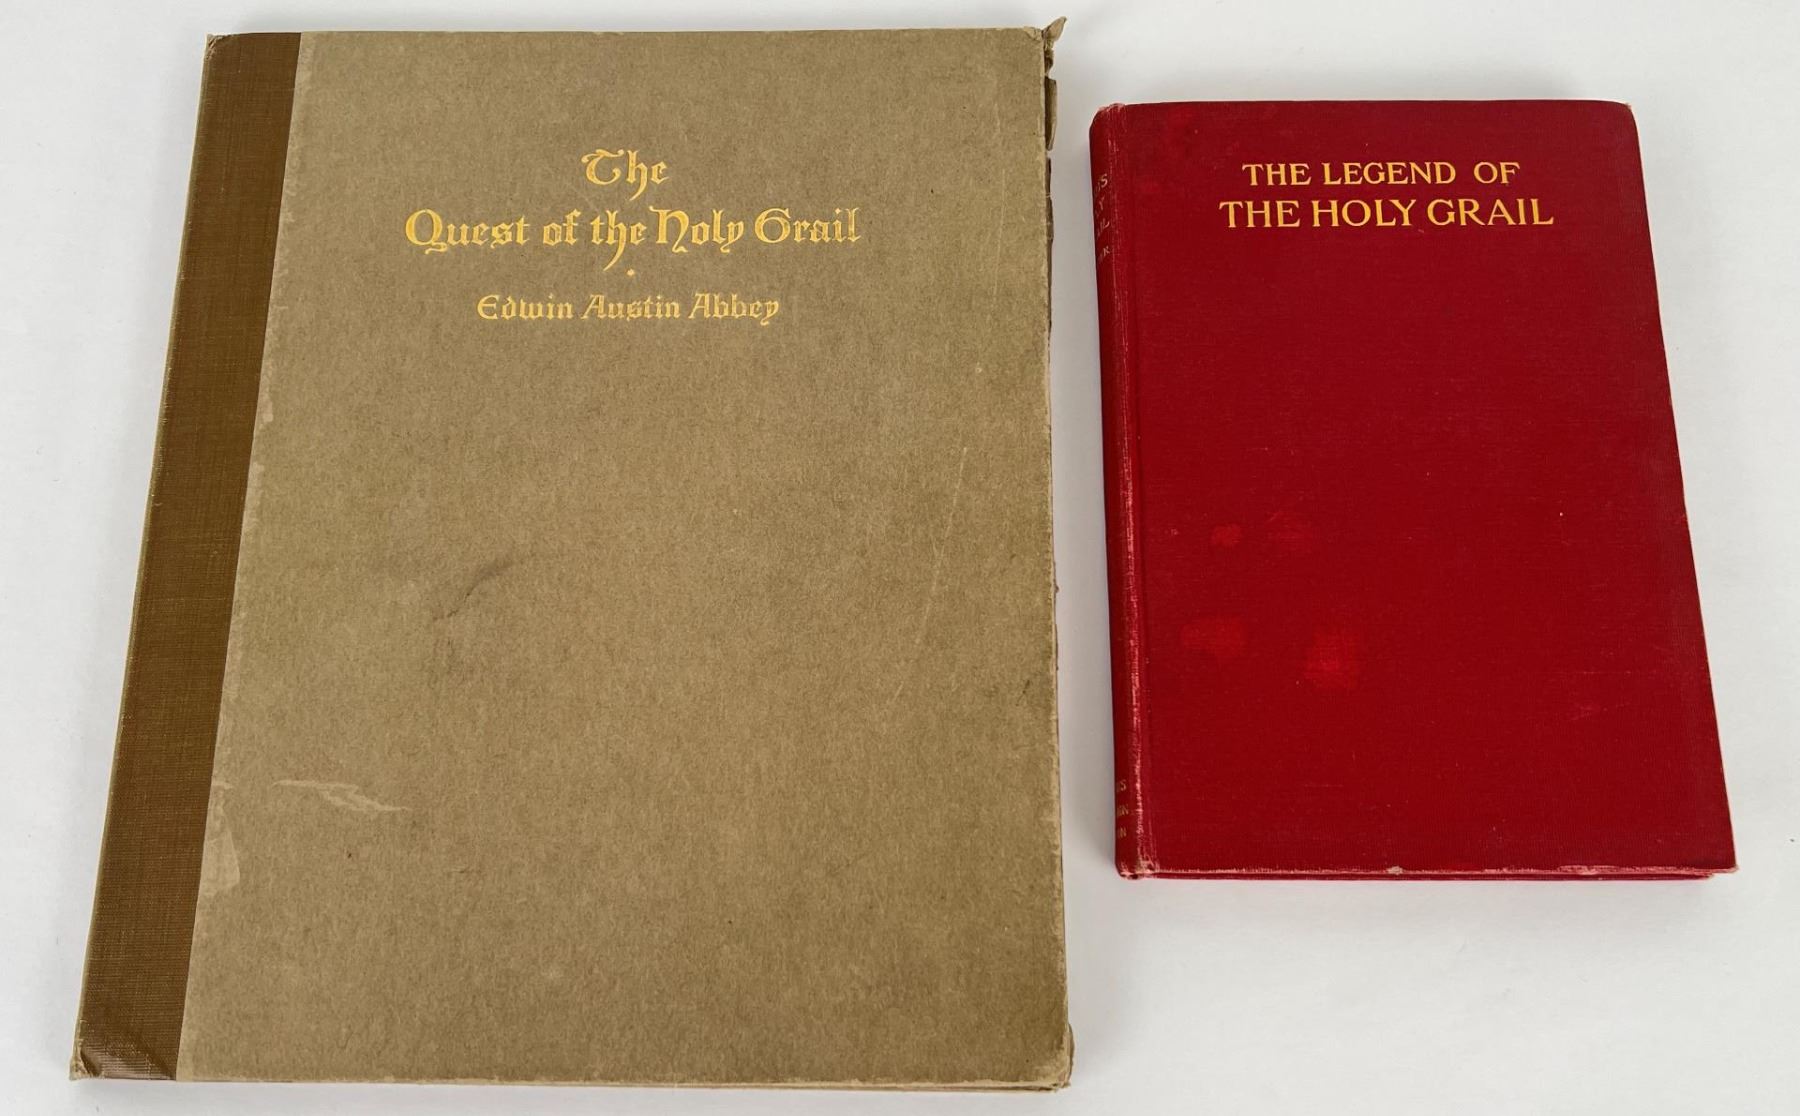 The
Quest of the Holy Grail
Edwin Austin Abbey
THE LEGEND OF
THE HOLY GRAIL